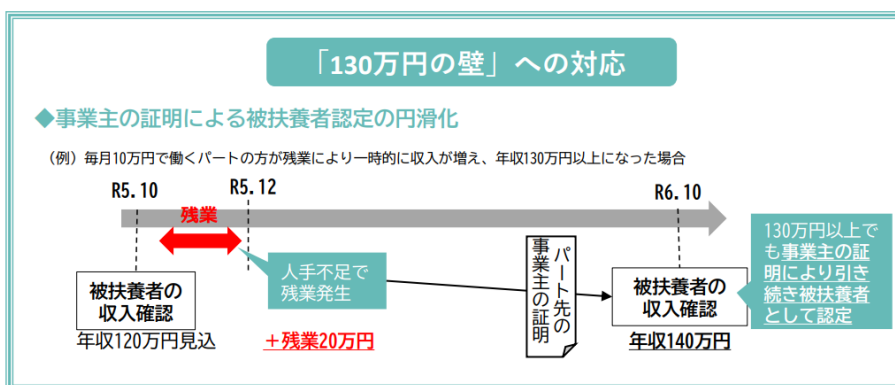 「130万円の壁」への対応
◆事業主の証明による被扶養者認定の円滑化
(例)毎月10万円で働くパートの方が残業により一時的に収入が増え、年収130万円以上になった場合
R5.10
R5.12
R6.10
残業
人手不足で
残業発生
被扶養者の
収入確認
年収120万円見込
+残業20万円
パート先の
事業主の証明
被扶養者の
収入確認
年収140万円
130万円以上で
も事業主の証
明により引き
続き被扶養者
として認定